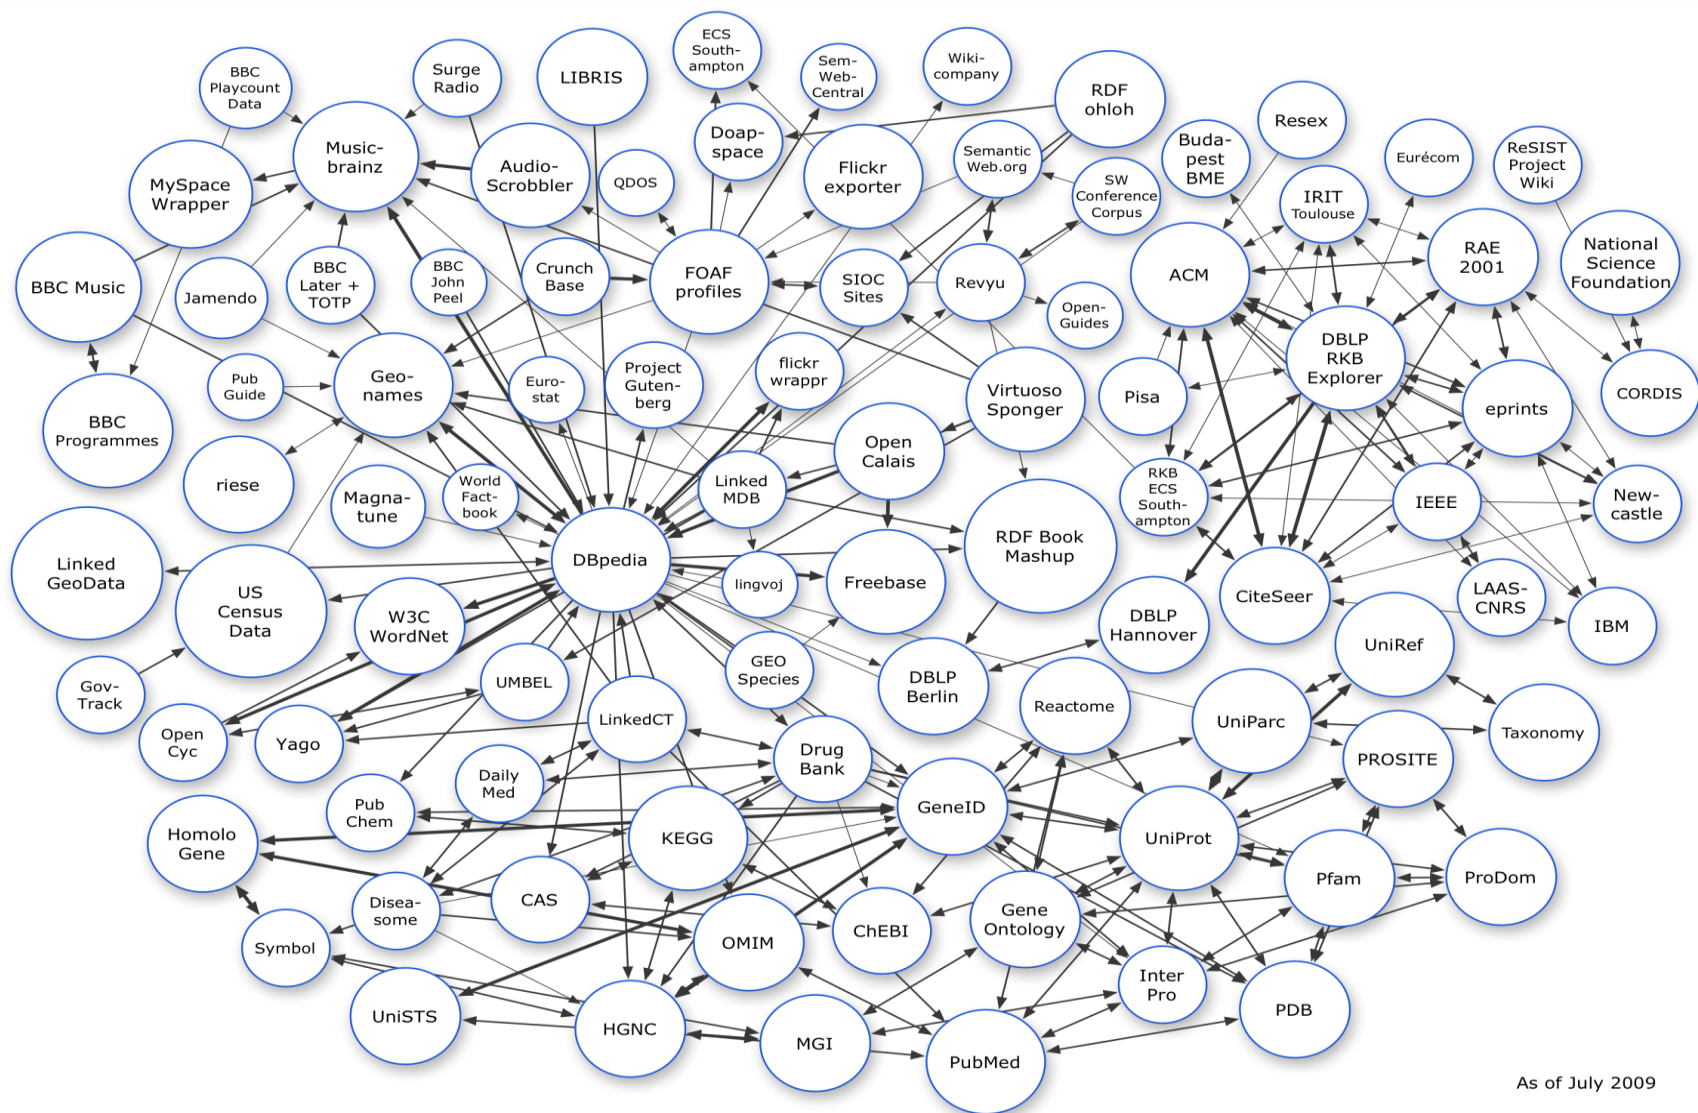 ECS
South-
ampton
BBC
Playcount
Data
Surge
Radio
LIBRIS
Sem-
Web-
Central
Wiki-
company
RDF
ohloh
Music-
brainz
Audio-
Scrobbler
Doap-
space
Flickr
exporter
Semantic
Web.org
Resex
Buda-
pest
BME
Eurécom
ReSIST
Project
Wiki
MySpace
Wrapper
QDOS
SW
Conference
Corpus
IRIT
Toulouse
BBC Music
Jamendo
BBC
Later +
TOTP
BBC
John
Peel
Crunch
Base
FOAF
profiles
SIOC
Sites
Revyu
Open-
Guides
ACM
RAE
2001
National
Science
Foundation
DBLP
RKB
Explorer
Pub
Guide
Geo-
names
Euro-
stat
Project
Guten-
berg
flickr
wrappr
Virtuoso
Sponger
Pisa
eprints
CORDIS
BBC
Programmes
riese
Magna-
tune
World
Fact-
book
Linked
MDB
Open
Calais
RKB
ECS
South-
ampton
IEEE
New-
castle
Linked
GeoData
US
Census
Data
W3C
WordNet
DBpedia
lingvoj
Freebase
RDF Book
Mashup
DBLP
Hannover
CiteSeer
LAAS-
CNRS
IBM
Gov-
Track
Open
Cyc
Yago
UMBEL
LinkedCT
GEO
Species
DBLP
Berlin
Reactome
UniParc
UniRef
Taxonomy
PROSITE
Daily
Med
Drug
Bank
Pub
Chem
Homolo
Gene
KEGG
GeneID
UniProt
Pfam
ProDom
Disea-
some
CAS
Symbol
OMIM
ChEBI
Gene
Ontology
Inter
Pro
PDB
UniSTS
HGNC
MGI
PubMed
As of July 2009